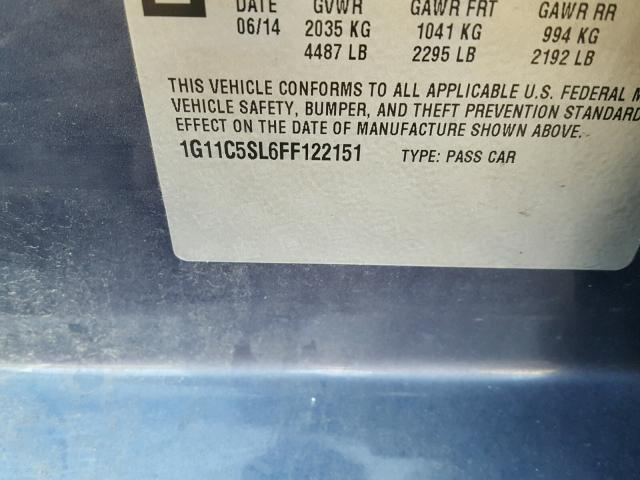 DATE GVWR GAWR FRT GAWR RR
06/14 2035 KG 1041 KG 994 KG
4487 LB 2295 LB 2192 LB
THIS VEHICLE CONFORMS TO ALL APPLICABLE U.S. FEDERAL M
VEHICLE SAFETY, BUMPER, AND THEFT PREVENTION STANDARD
EFFECT ON THE DATE OF MANUFACTURE SHOWN ABOVE.
1G11C5SL6FF122151 TYPE: PASS CAR